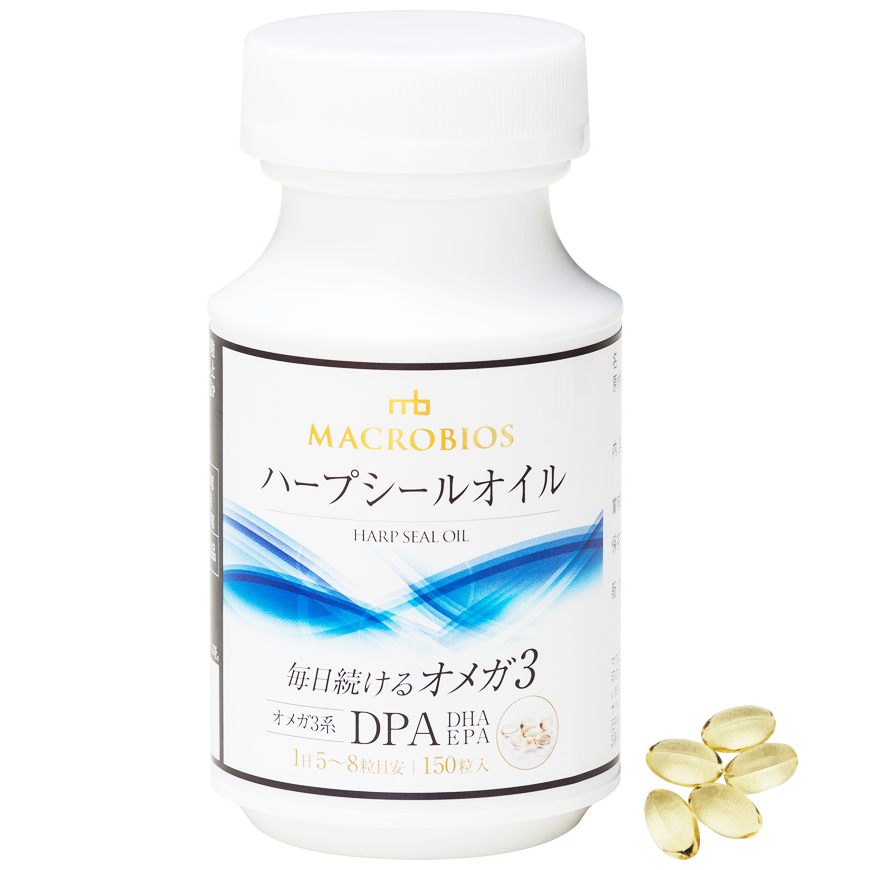 mb
MACROBIOS
ハープシールオイル
HARP SEAL OIL
毎日続けるオメガ3
オメガ3系 DPA DHA EPA
1日5〜8粒目安 | 150粒入